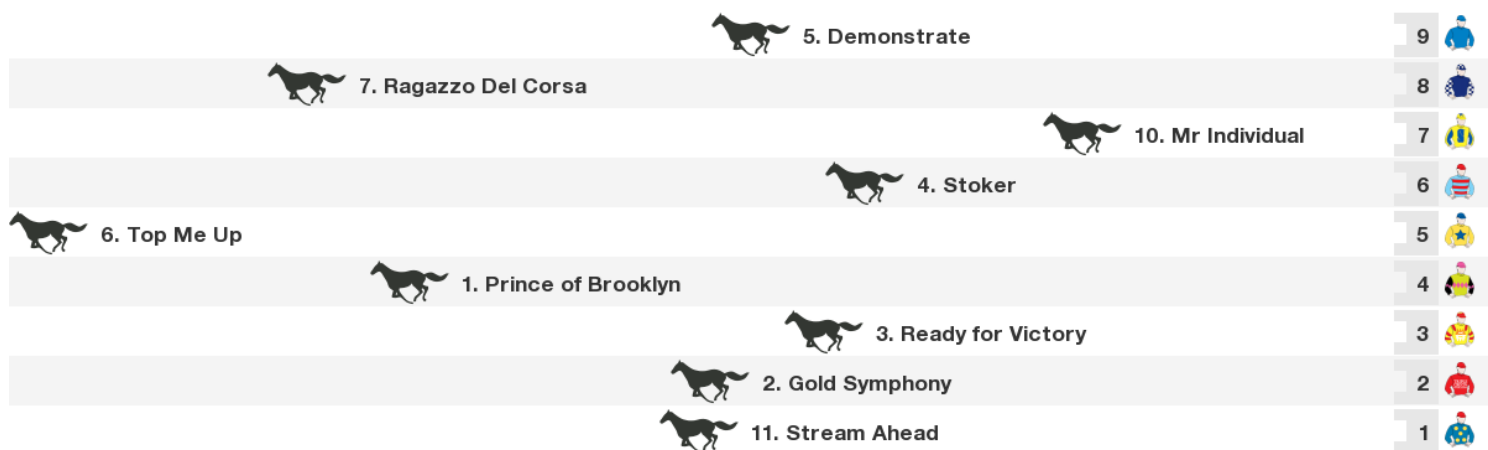 5. Demonstrate 9
7. Ragazzo Del Corsa 8
10. Mr Individual 7
4. Stoker 6
6. Top Me Up 5
1. Prince of Brooklyn 4
3. Ready for Victory 3
2. Gold Symphony 2
11. Stream Ahead 1